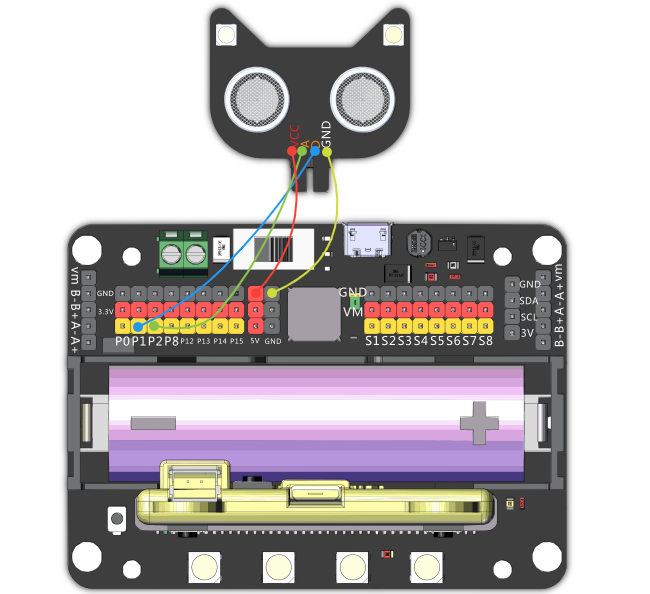 VCC
A
D
GND
vm B-B+A-A+
GND
3.3V
P0 P1 P2 P8 P12 P13 P14 P15
5V GND
GND
VM
S1 S2 S3 S4 S5 S6 S7 S8
GND
SDA
SCL
3V
B-B+A-A+vm